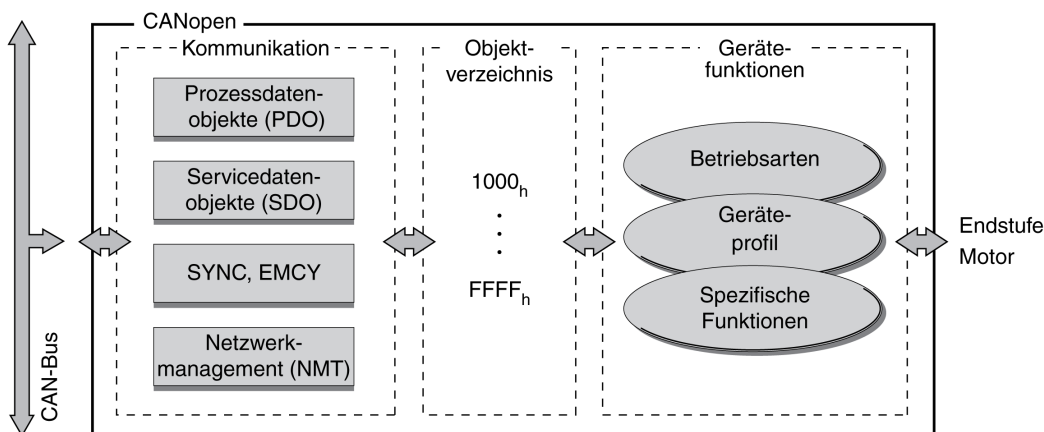 CANopen
Kommunikation
Prozessdaten-
objekte (PDO)
Servicedaten-
objekte (SDO)
SYNC, EMCY
Netzwerk-
management (NMT)
Objekt-
verzeichnis
1000h
FFFFh
Geräte-
funktionen
Betriebsarten
Geräte-
profil
Spezifische
Funktionen
Endstufe
Motor
CAN-Bus